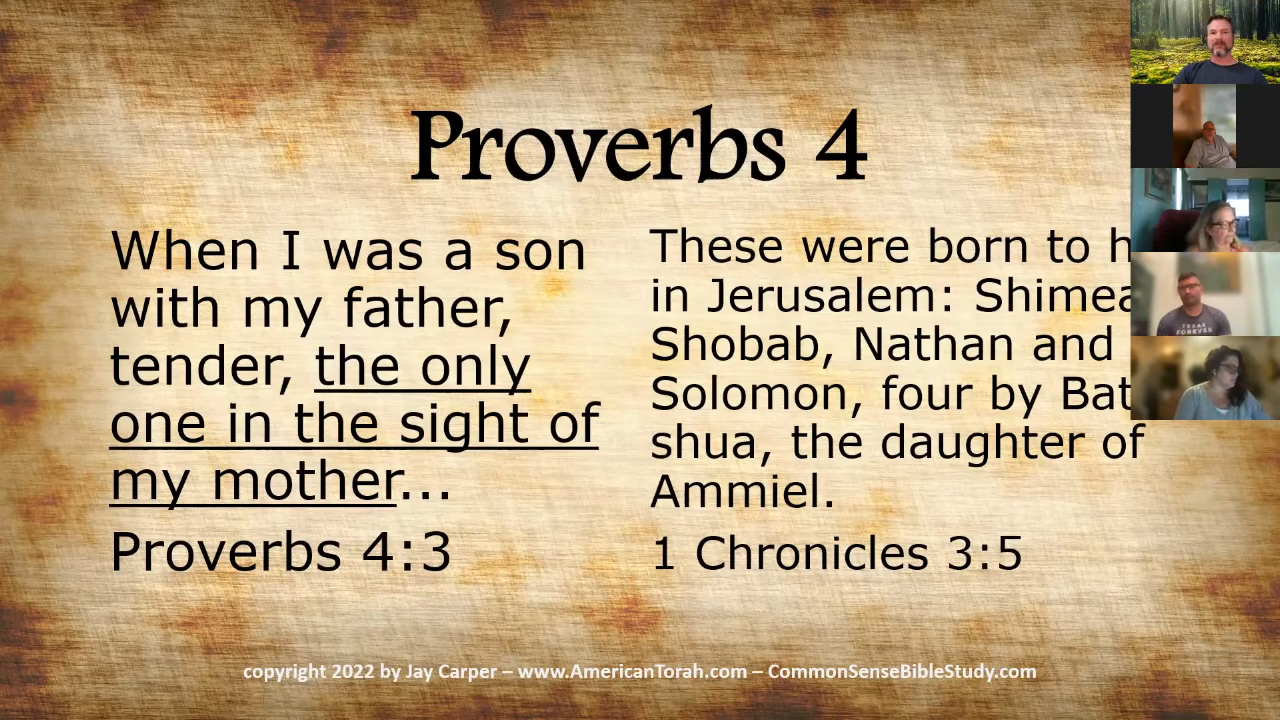 Proverbs 4
When I was a son
with my father,
tender, the only
one in the sight of
my mother...
Proverbs 4:3
These were born to h
in Jerusalem: Shimea
Shobab, Nathan and
Solomon, four by Bat
shua, the daughter of
Ammiel.
1 Chronicles 3:5
TEXAS
FOREVER
copyright 2022 by Jay Carper – www.AmericanTorah.com – CommonSenseBibleStudy.com